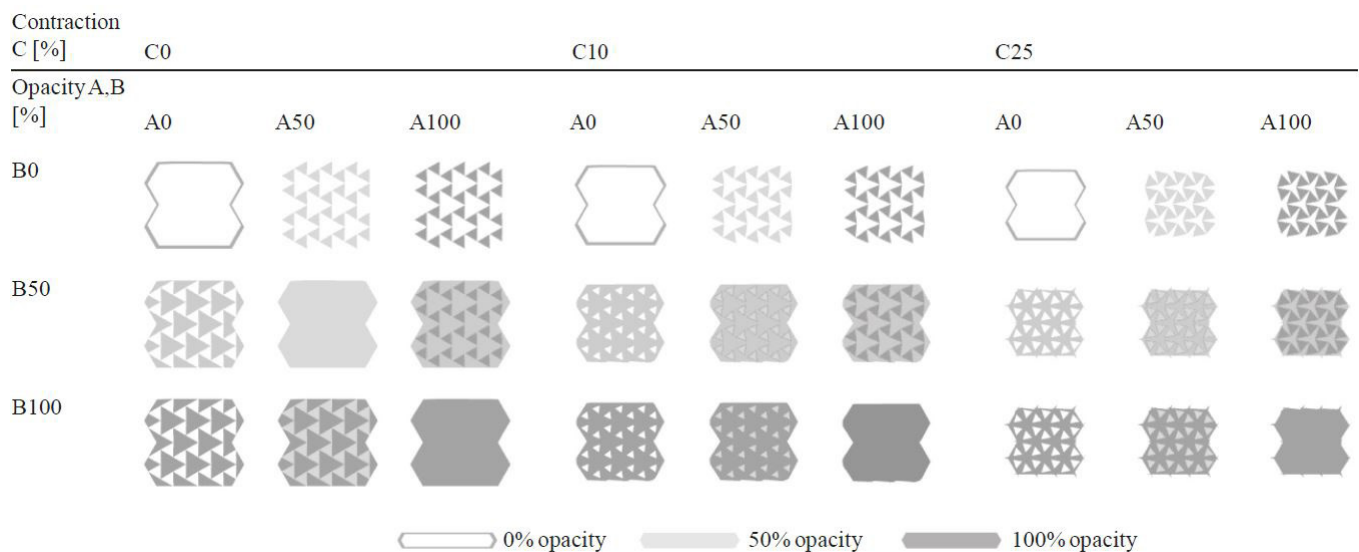 Contraction
C [%] C0 C10 C25
Opacity A,B
[%] A0 A50 A100 A0 A50 A100 A0 A50 A100
B0
B50
B100
0% opacity 50% opacity 100% opacity